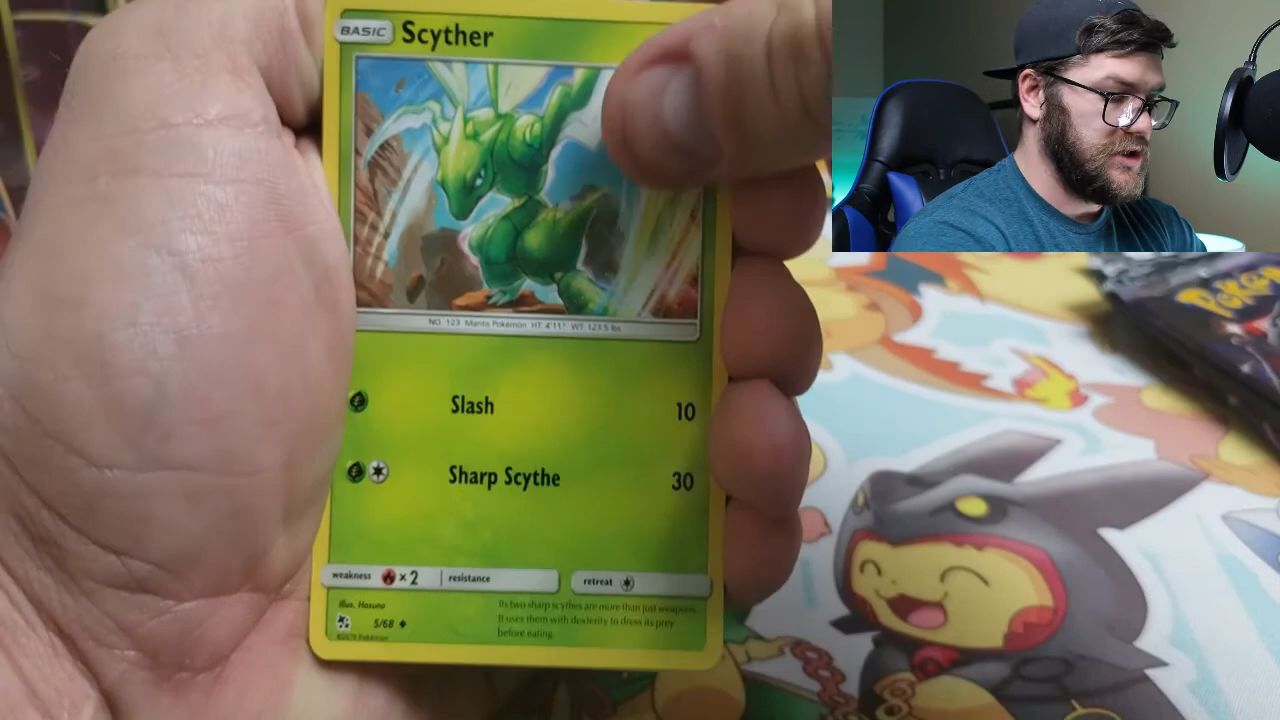 BASIC Scyther
NO. 123 Mantis Pokémon HT: 4'11" WT: 123.5 lbs
Slash 10
Sharp Scythe 30
weakness ×2 resistance retreat
Illus. Hasuno
Its two sharp scythes are more than just weapons.
It uses them with dexterity to dress its prey
before eating.
5/68
©2019 Pokémon
POKéMON